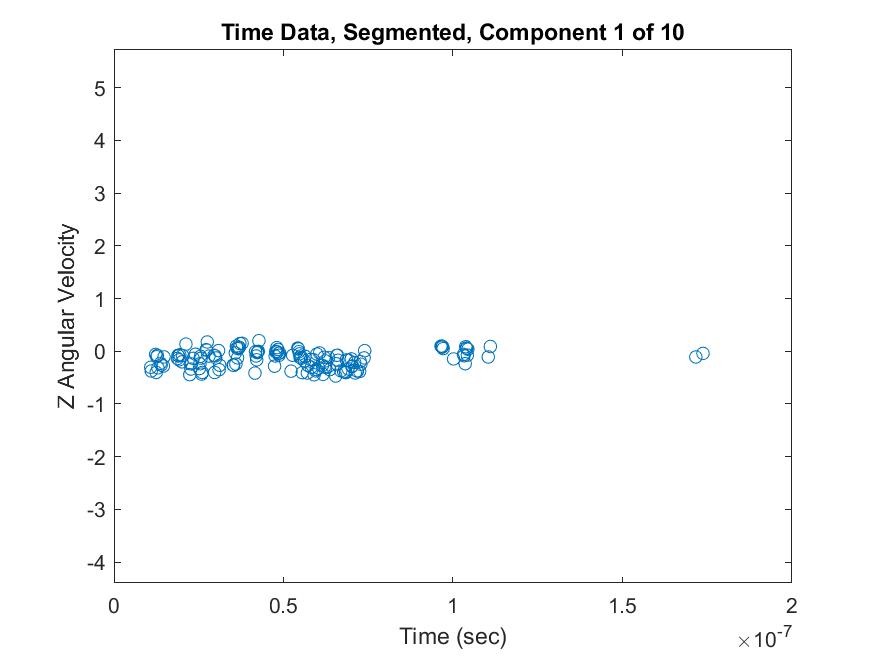 Time Data, Segmented, Component 1 of 10
5
4
3
2
1
0
-1
-2
-3
-4
Z Angular Velocity
0 0.5 1 1.5 2
Time (sec)
×10-7